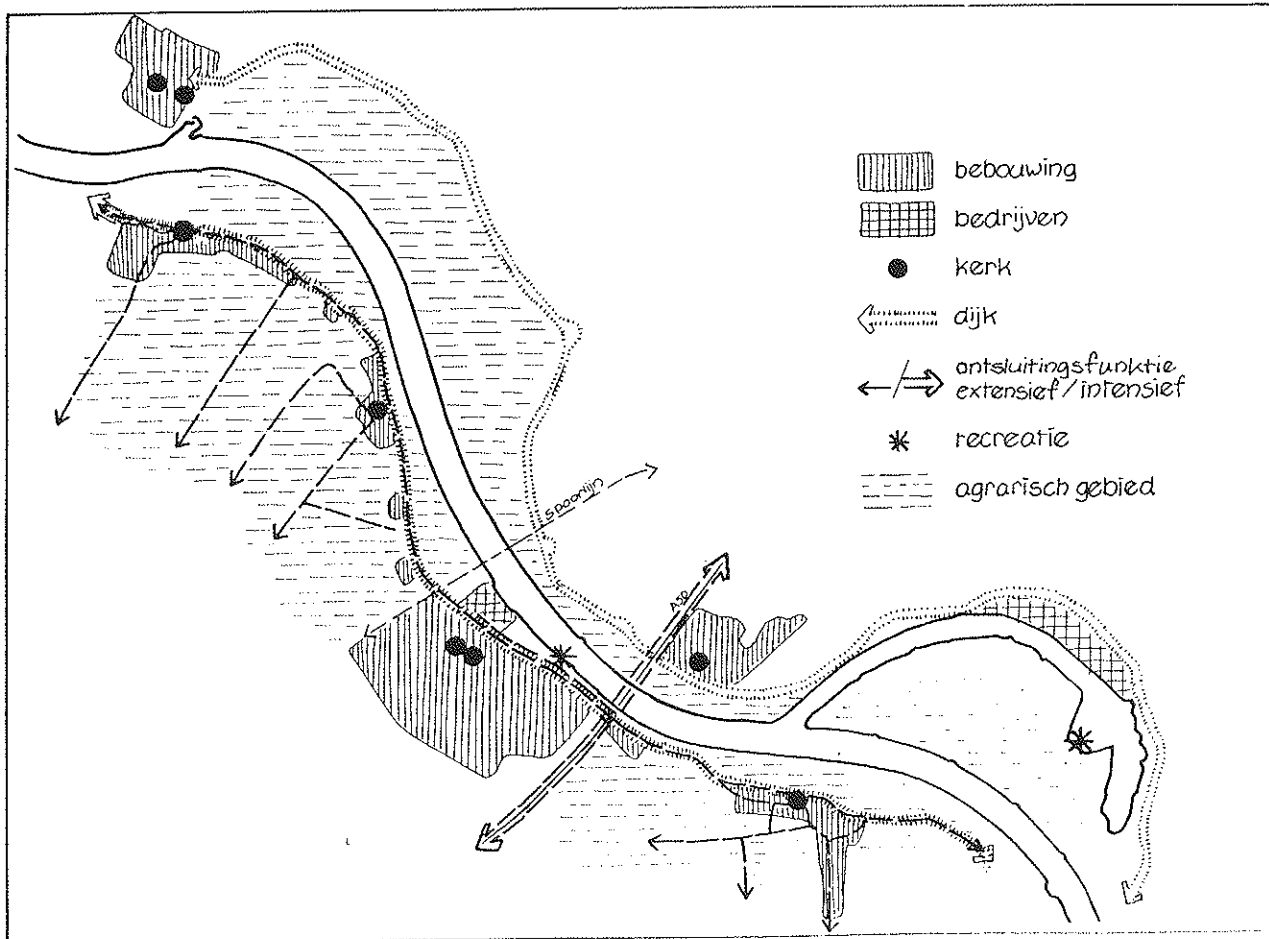 bebouwing
bedrijven
kerk
dijk
ontsluitingsfunktie
extensief/intensief
recreatie
agrarisch gebied
spoorlijn
A50